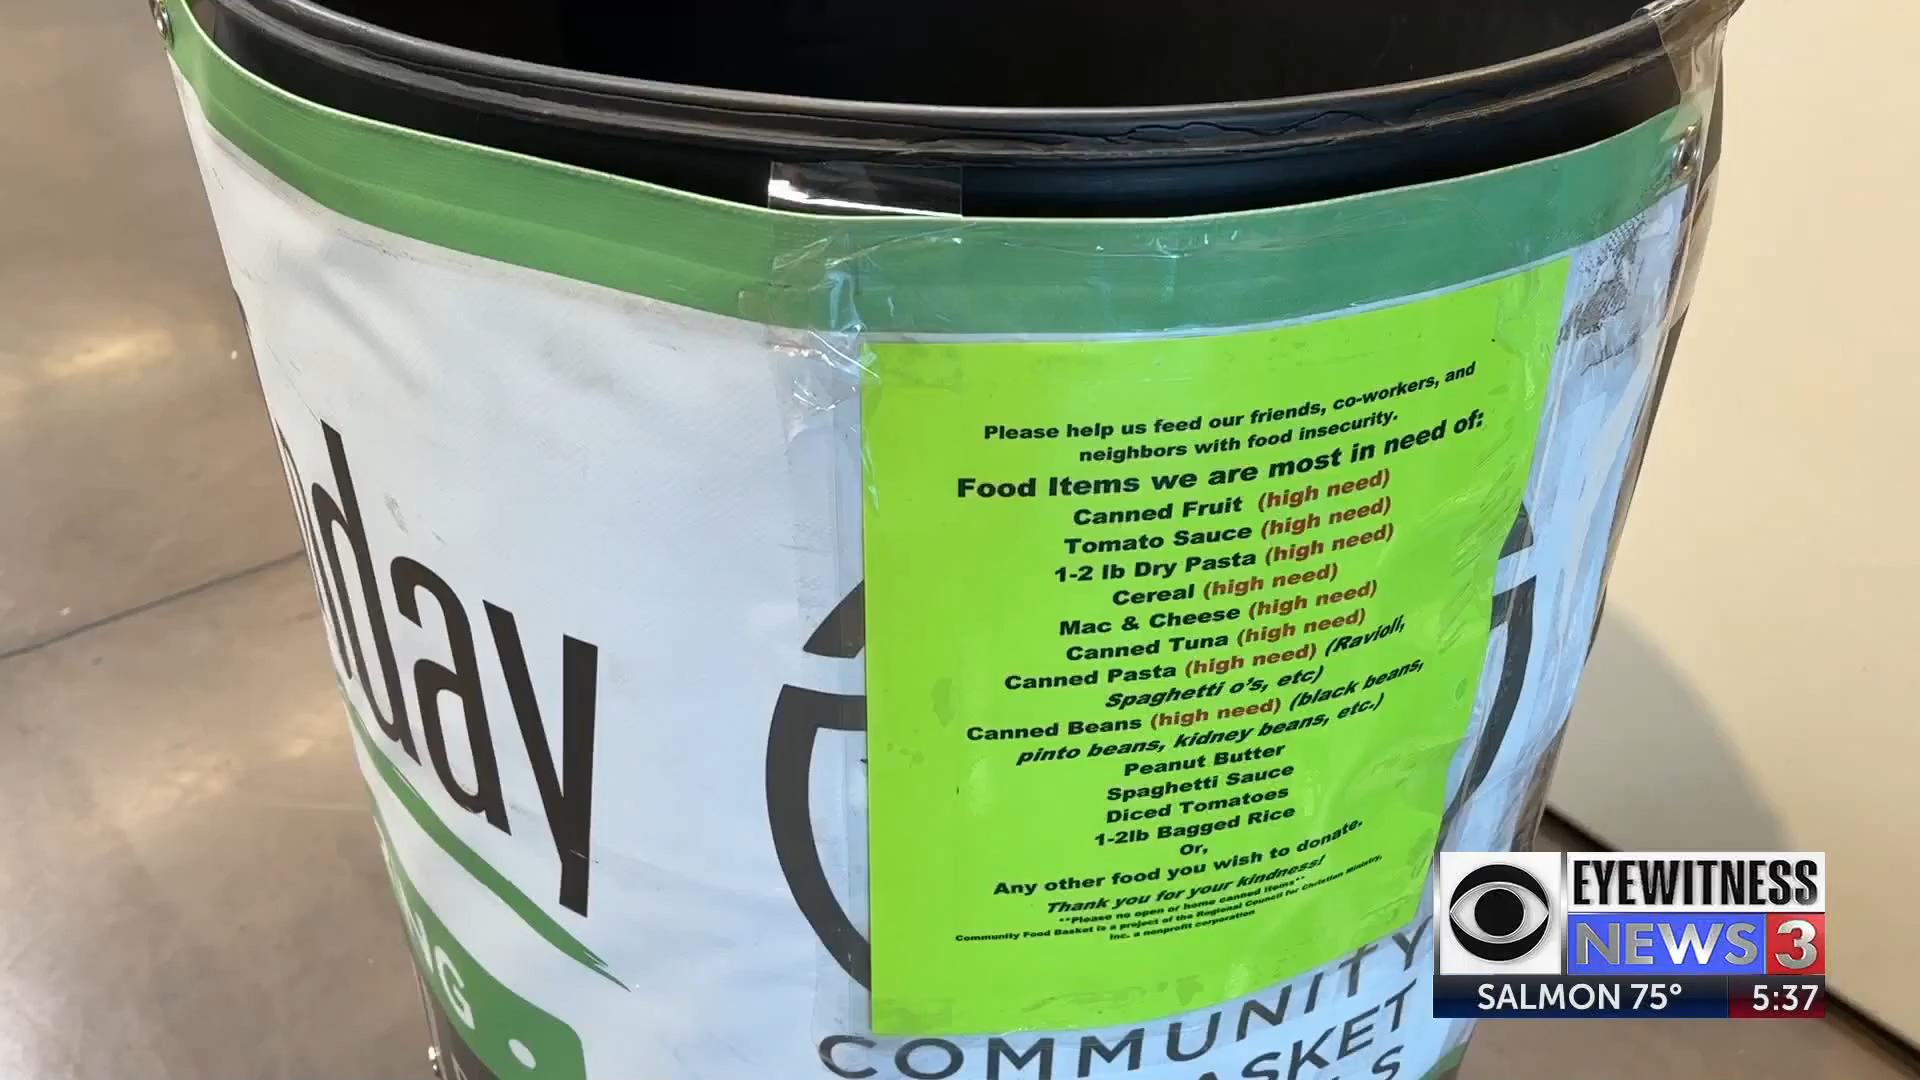 Please help us feed our friends, co-workers, and
neighbors with food insecurity.
Food Items we are most in need of:
Canned Fruit (high need)
Tomato Sauce (high need)
1-2 lb Dry Pasta (high need)
Cereal (high need)
Mac & Cheese (high need)
Canned Tuna (high need)
Canned Pasta (high need) (Ravioli,
Spaghetti o's, etc)
Canned Beans (high need) (black beans,
pinto beans, kidney beans, etc.)
Peanut Butter
Spaghetti Sauce
Diced Tomatoes
1-2lb Bagged Rice
Or,
Any other food you wish to donate.
Thank you for your kindness!
**Please no open or home canned items**
Community Food Basket is a project of the Regional Council for Christian Ministry,
Inc. a nonprofit corporation
day
NG
COMMUNITY
ASKET
EYEWITNESS
NEWS 3
SALMON 75° 5:37